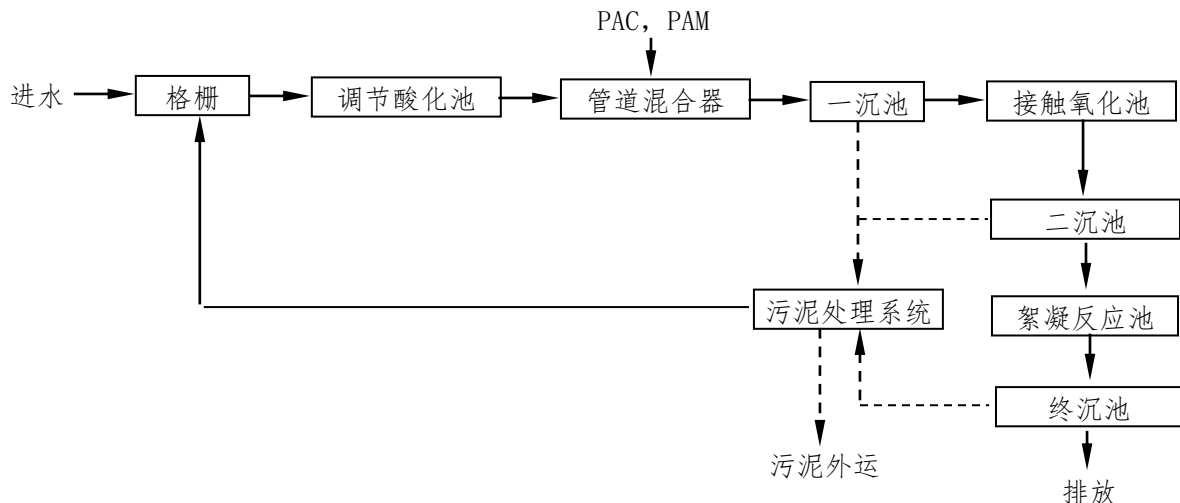 PAC, PAM
进水
格栅
调节酸化池
管道混合器
一沉池
接触氧化池
二沉池
污泥处理系统
絮凝反应池
终沉池
污泥外运
排放